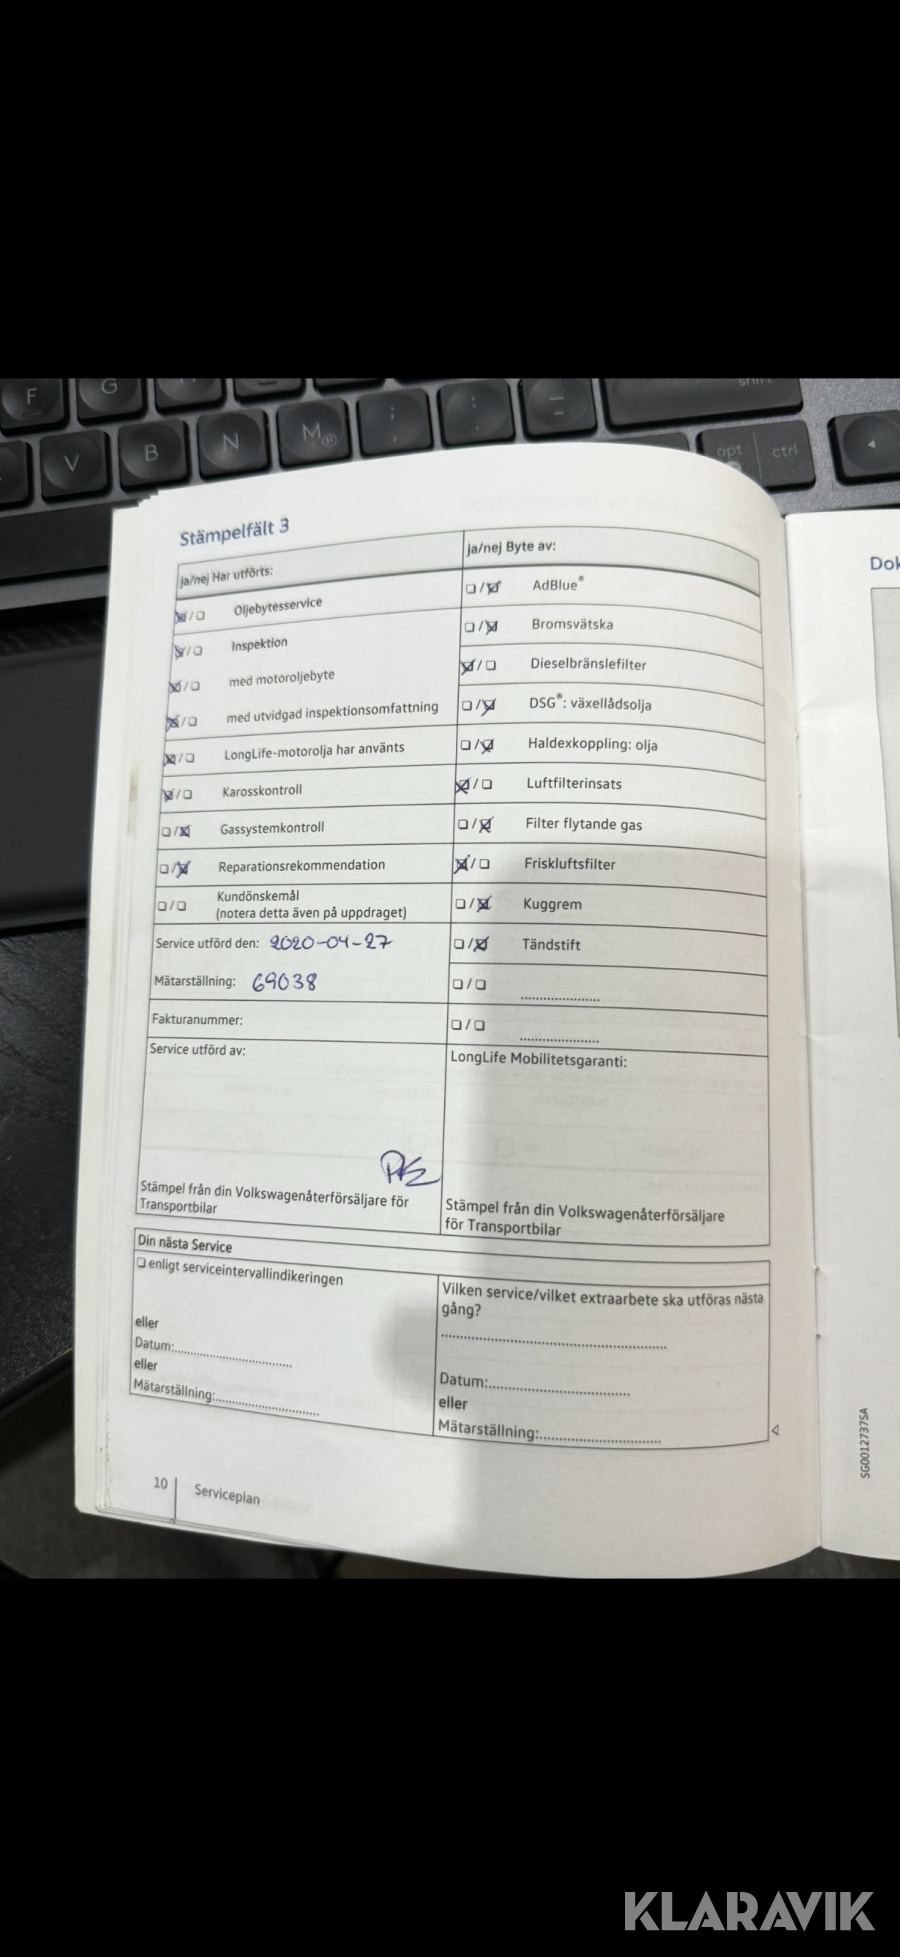 F G
shift
V B N M ; , : . = -
opt ctrl
Stämpelfält 3
ja/nej Har utförts:
Oljebytesservice
Inspektion
med motoroljebyte
med utvidgad inspektionsomfattning
LongLife-motorolja har använts
Karosskontroll
Gassystemkontroll
Reparationsrekommendation
Kundönskemål
(notera detta även på uppdraget)
Service utförd den: 2020-04-27
Mätarställning: 69038
Fakturanummer:
Service utförd av:
Stämpel från din Volkswagenåterförsäljare för
Transportbilar
ja/nej Byte av:
AdBlue®
Bromsvätska
Dieselbränslefilter
DSG®: växellådsolja
Haldexkoppling: olja
Luftfilterinsats
Filter flytande gas
Friskluftsfilter
Kuggrem
Tändstift
LongLife Mobilitetsgaranti:
Stämpel från din Volkswagenåterförsäljare
för Transportbilar
Din nästa Service
enligt serviceintervallindikeringen
eller
Datum:
eller
Mätarställning:
Vilken service/vilket extraarbete ska utföras nästa
gång?
Datum:
eller
Mätarställning:
10 Serviceplan
Dok
SG0012737SA
KLARAVIK